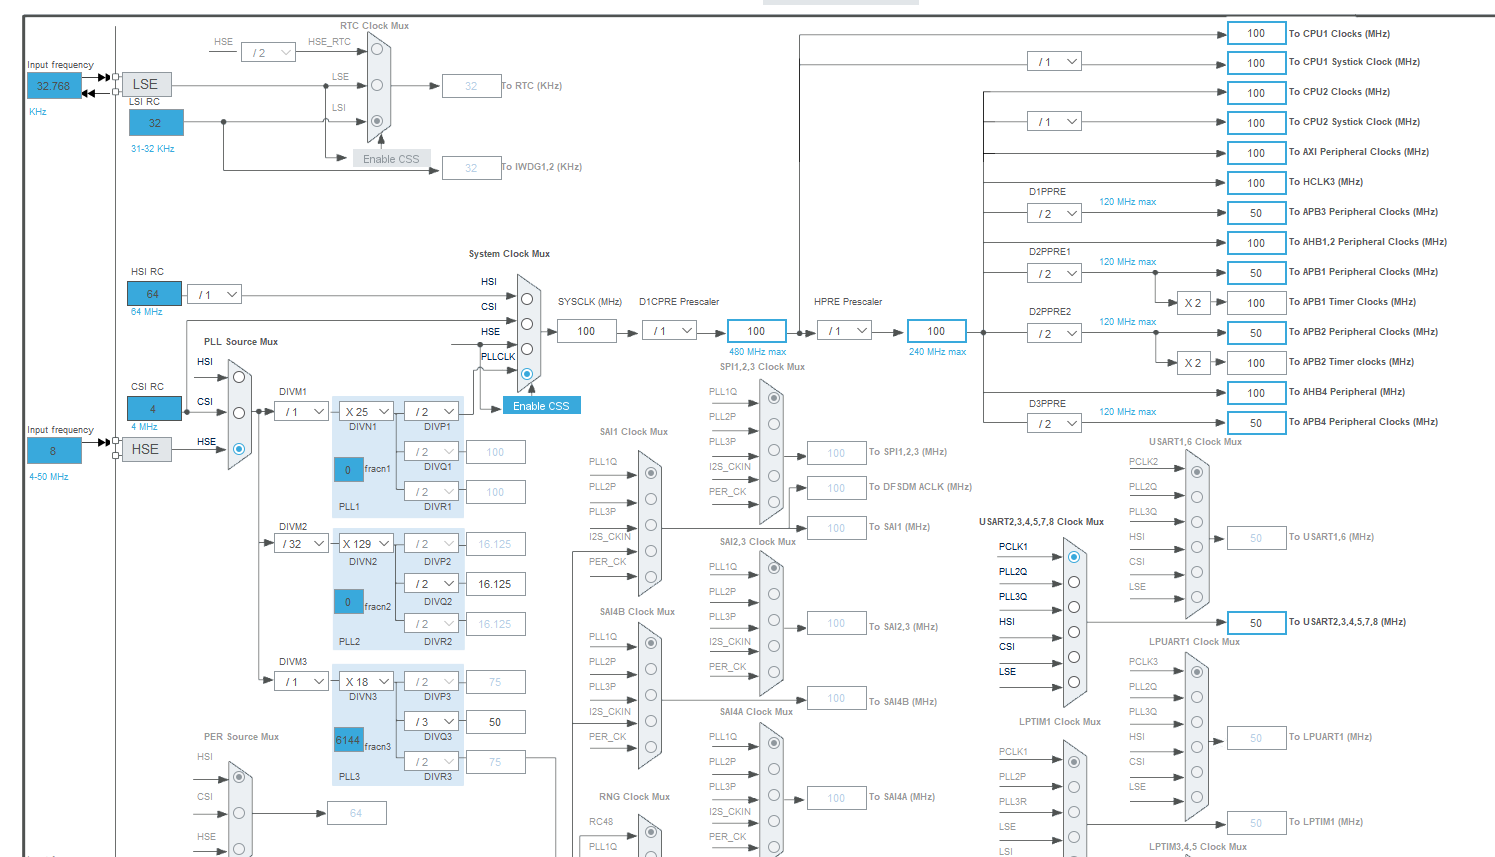 RTC Clock Mux
HSE
/ 2
HSE_RTC
Input frequency
32.768
KHz
LSE
LSE
32
To RTC (KHz)
LSI RC
32
31-32 KHz
LSI
Enable CSS
32
To IWDG1,2 (KHz)
100
To CPU1 Clocks (MHz)
/ 1
100
To CPU1 Systick Clock (MHz)
100
To CPU2 Clocks (MHz)
/ 1
100
To CPU2 Systick Clock (MHz)
100
To AXI Peripheral Clocks (MHz)
100
To HCLK3 (MHz)
D1PPRE
/ 2
120 MHz max
50
To APB3 Peripheral Clocks (MHz)
100
To AHB1,2 Peripheral Clocks (MHz)
D2PPRE1
/ 2
120 MHz max
50
To APB1 Peripheral Clocks (MHz)
X 2
100
To APB1 Timer Clocks (MHz)
D2PPRE2
/ 2
120 MHz max
50
To APB2 Peripheral Clocks (MHz)
X 2
100
To APB2 Timer clocks (MHz)
100
To AHB4 Peripheral (MHz)
D3PPRE
/ 2
120 MHz max
50
To APB4 Peripheral Clocks (MHz)
System Clock Mux
HSI RC
64
64 MHz
/ 1
HSI
CSI
HSE
PLLCLK
SYSCLK (MHz)
100
D1CPRE Prescaler
/ 1
100
480 MHz max
HPRE Prescaler
/ 1
100
240 MHz max
Enable CSS
PLL Source Mux
HSI
CSI RC
4
4 MHz
CSI
Input frequency
8
4-50 MHz
HSE
HSE
DIVM1
/ 1
X 25
DIVN1
/ 2
DIVP1
/ 2
100
DIVQ1
0
fracn1
/ 2
100
DIVR1
PLL1
DIVM2
/ 32
X 129
DIVN2
/ 2
16.125
DIVP2
/ 2
16.125
DIVQ2
0
fracn2
/ 2
16.125
DIVR2
PLL2
DIVM3
/ 1
X 18
DIVN3
/ 2
75
DIVP3
/ 3
50
DIVQ3
6144
fracn3
/ 2
75
DIVR3
PLL3
PER Source Mux
HSI
CSI
HSE
64
SPI1,2,3 Clock Mux
PLL1Q
PLL2P
PLL3P
I2S_CKIN
PER_CK
100
To SPI1,2,3 (MHz)
100
To DFSDM ACLK (MHz)
SAI1 Clock Mux
PLL1Q
PLL2P
PLL3P
I2S_CKIN
PER_CK
100
To SAI1 (MHz)
SAI2,3 Clock Mux
PLL1Q
PLL2P
PLL3P
I2S_CKIN
PER_CK
100
To SAI2,3 (MHz)
SAI4B Clock Mux
PLL1Q
PLL2P
PLL3P
I2S_CKIN
PER_CK
100
To SAI4B (MHz)
SAI4A Clock Mux
PLL1Q
PLL2P
PLL3P
I2S_CKIN
PER_CK
100
To SAI4A (MHz)
RNG Clock Mux
RC48
PLL1Q
USART1,6 Clock Mux
PCLK2
PLL2Q
PLL3Q
HSI
CSI
LSE
50
To USART1,6 (MHz)
USART2,3,4,5,7,8 Clock Mux
PCLK1
PLL2Q
PLL3Q
HSI
CSI
LSE
50
To USART2,3,4,5,7,8 (MHz)
LPUART1 Clock Mux
PCLK3
PLL2Q
PLL3Q
HSI
CSI
LSE
50
To LPUART1 (MHz)
LPTIM1 Clock Mux
PCLK1
PLL2P
PLL3R
LSE
LSI
50
To LPTIM1 (MHz)
LPTIM3,4,5 Clock Mux